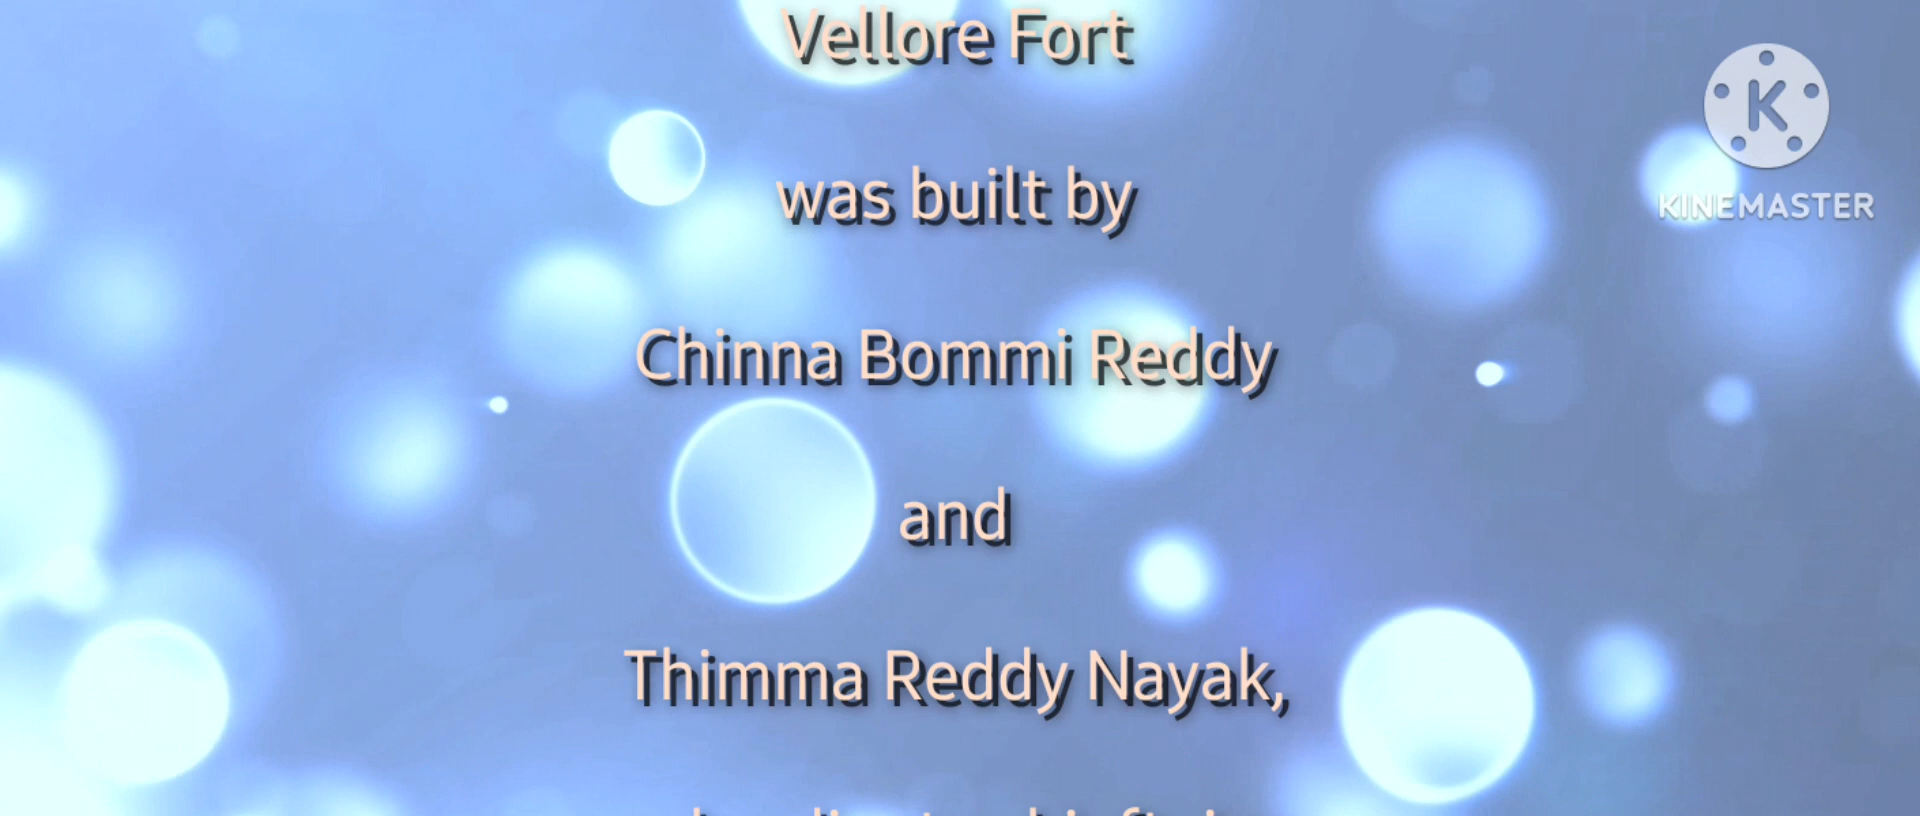 Vellore Fort
K
KINEMASTER
was built by
Chinna Bommi Reddy
and
Thimma Reddy Nayak,